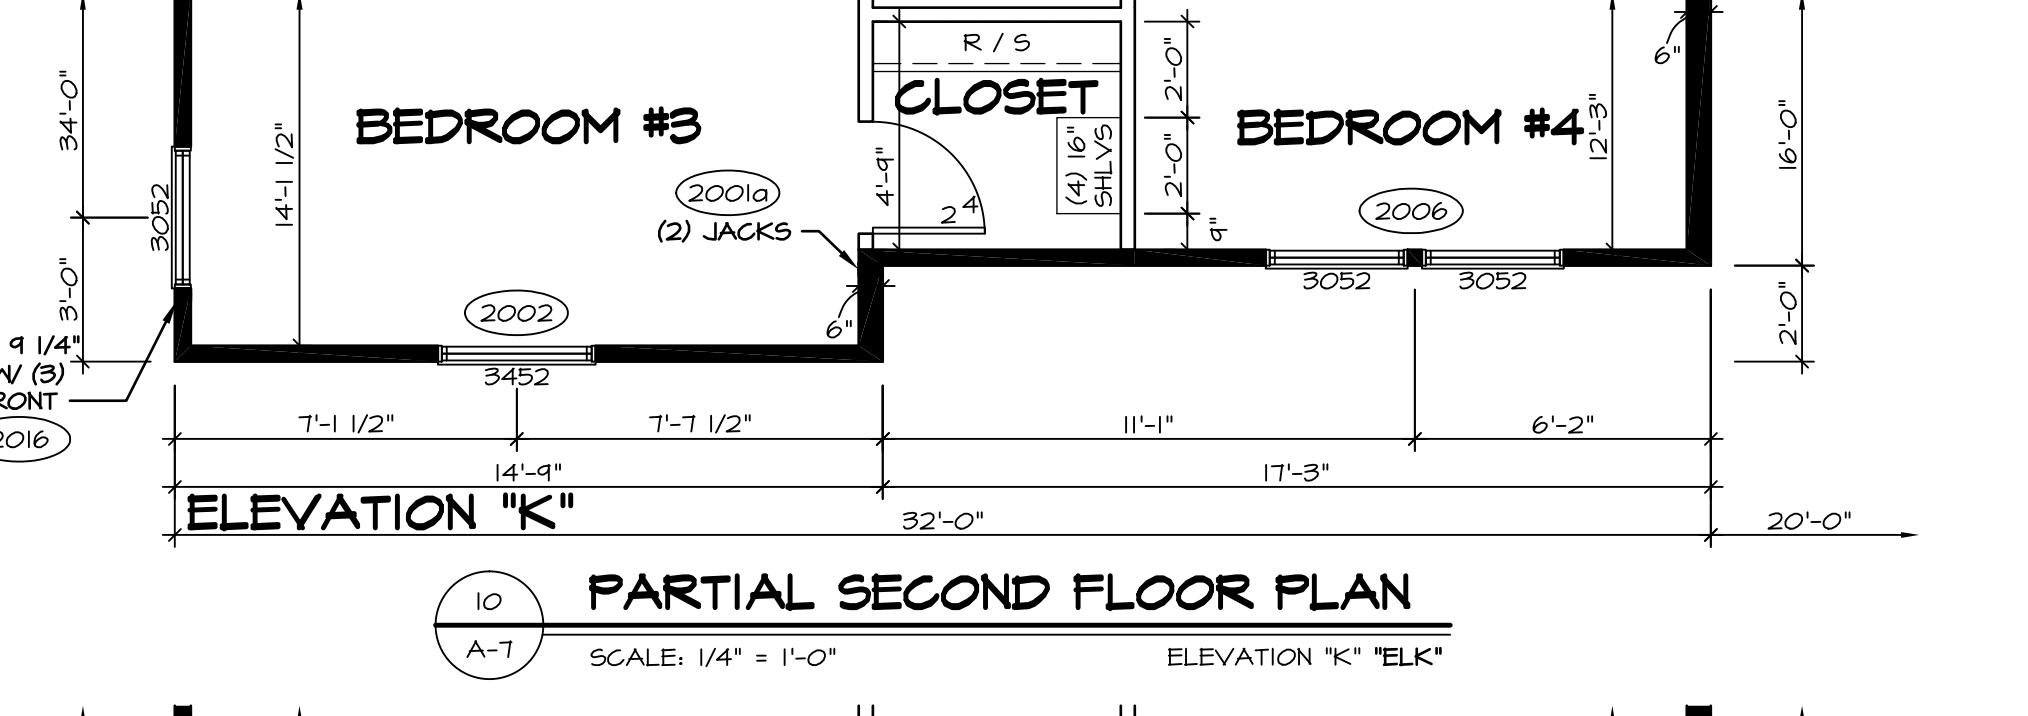 R / S
CLOSET
2'-0"
6"
34'-0"
14'-1 1/2"
BEDROOM #3
BEDROOM #4
12'-3"
16'-0"
(4) 16"
SHLVS
2'-0"
4'-9"
3052
2001a
(2) JACKS
2 4
9"
2006
3052
3052
3'-0"
2002
6"
2'-0"
9 1/4"
W/ (3)
3452
RONT
2016
7'-1 1/2"
7'-7 1/2"
11'-1"
6'-2"
14'-9"
17'-3"
ELEVATION "K"
32'-0"
20'-0"
10
A-7
PARTIAL SECOND FLOOR PLAN
SCALE: 1/4" = 1'-0"
ELEVATION "K" "ELK"